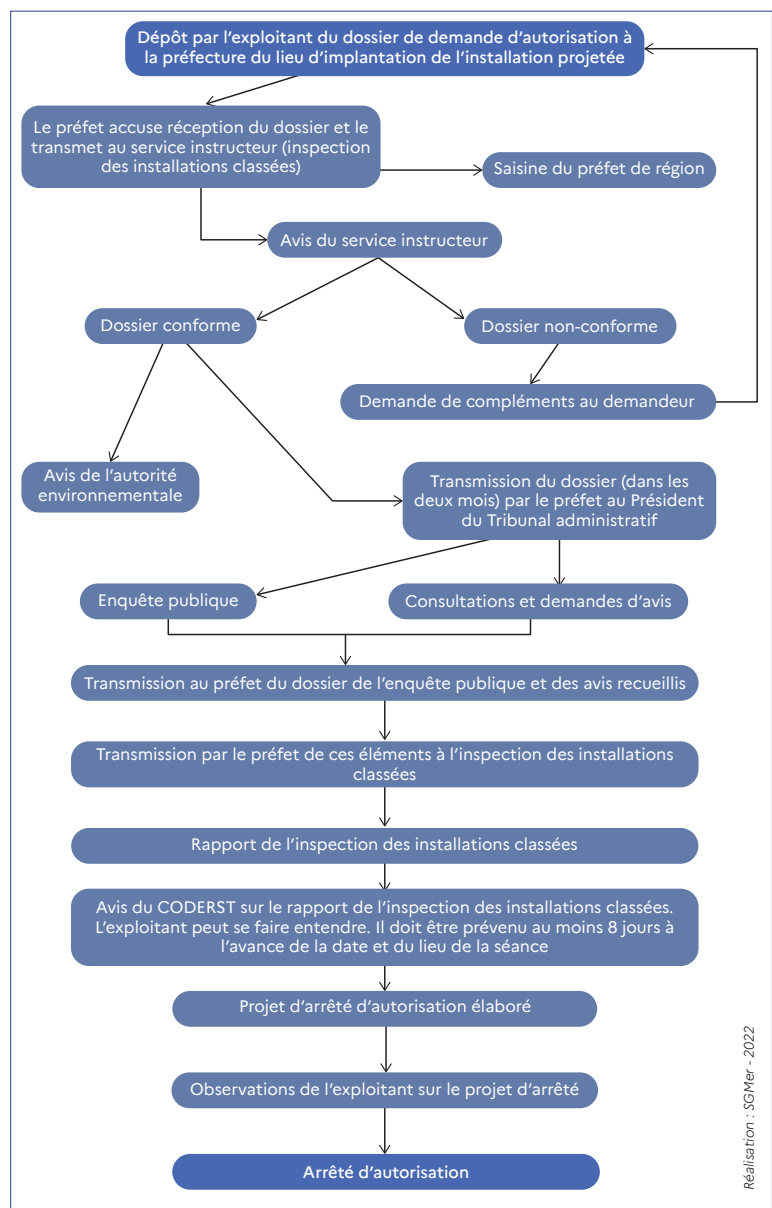 Dépôt par l'exploitant du dossier de demande d'autorisation à
la préfecture du lieu d'implantation de l'installation projetée
Le préfet accuse réception du dossier et le
transmet au service instructeur (inspection
des installations classées)
Saisine du préfet de région
Avis du service instructeur
Dossier conforme
Dossier non-conforme
Demande de compléments au demandeur
Avis de l'autorité
environnementale
Transmission du dossier (dans les
deux mois) par le préfet au Président
du Tribunal administratif
Enquête publique
Consultations et demandes d'avis
Transmission au préfet du dossier de l'enquête publique et des avis recueillis
Transmission par le préfet de ces éléments à l'inspection des installations
classées
Rapport de l'inspection des installations classées
Avis du CODERST sur le rapport de l'inspection des installations classées.
L'exploitant peut se faire entendre. Il doit être prévenu au moins 8 jours à
l'avance de la date et du lieu de la séance
Projet d'arrêté d'autorisation élaboré
Observations de l'exploitant sur le projet d'arrêté
Arrêté d'autorisation
Réalisation : SGMer - 2022